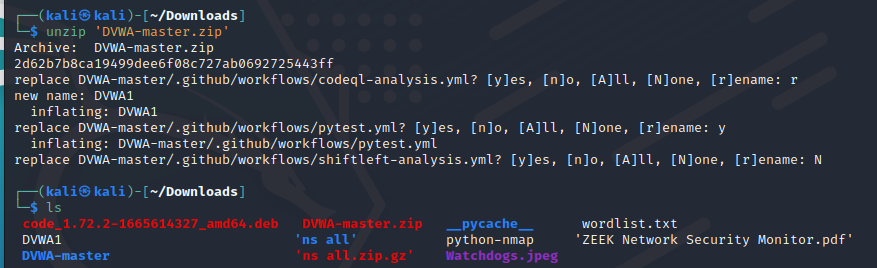 ┌──(kali㉿kali)-[~/Downloads]
└─$ unzip 'DVWA-master.zip'
Archive:  DVWA-master.zip
2d62b7b8ca19499dee6f08c727ab0692725443ff
replace DVWA-master/.github/workflows/codeql-analysis.yml? [y]es, [n]o, [A]ll, [N]one, [r]ename: r
new name: DVWA1
  inflating: DVWA1
replace DVWA-master/.github/workflows/pytest.yml? [y]es, [n]o, [A]ll, [N]one, [r]ename: y
  inflating: DVWA-master/.github/workflows/pytest.yml
replace DVWA-master/.github/workflows/shiftleft-analysis.yml? [y]es, [n]o, [A]ll, [N]one, [r]ename: N
┌──(kali㉿kali)-[~/Downloads]
└─$ ls
code_1.72.2-1665614327_amd64.deb   DVWA-master.zip   __pycache__   wordlist.txt
DVWA1   'ns all'   python-nmap   'ZEEK Network Security Monitor.pdf'
DVWA-master   'ns all.zip.gz'   Watchdogs.jpeg